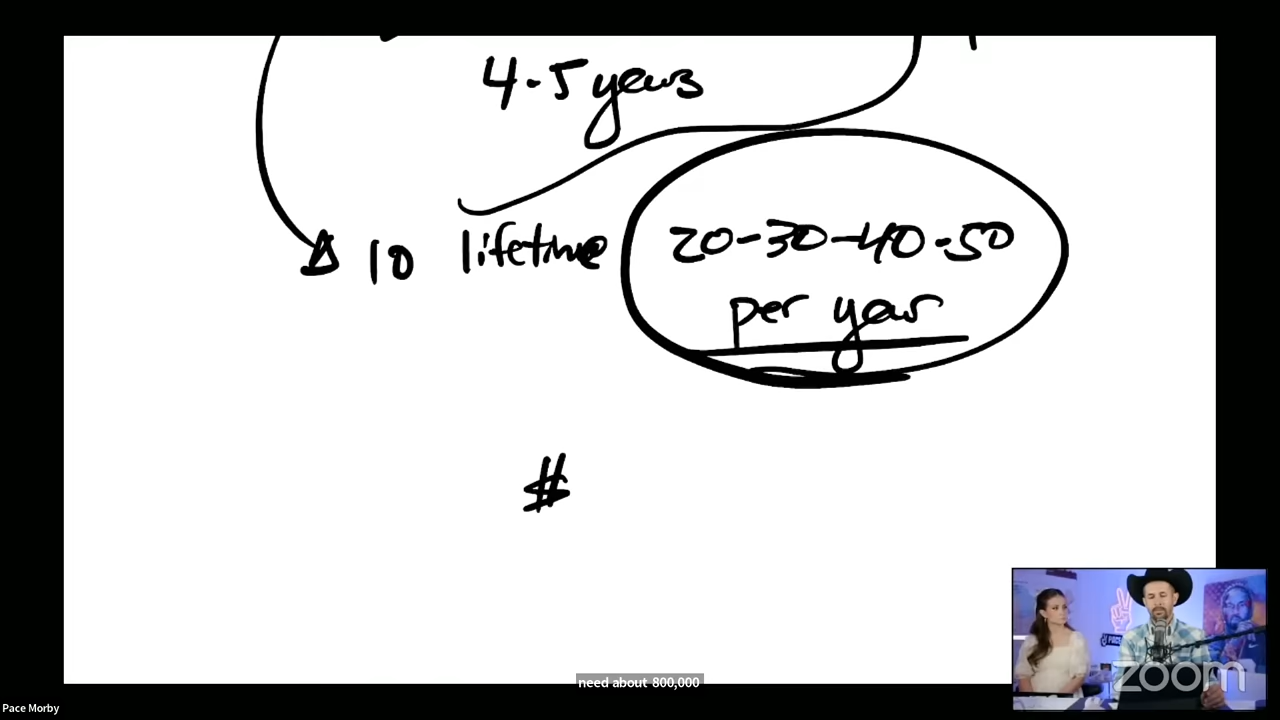 4-5 years
10 lifetime
20-30-40-50
per year
#
need about 800,000
zoom
Pace Morby